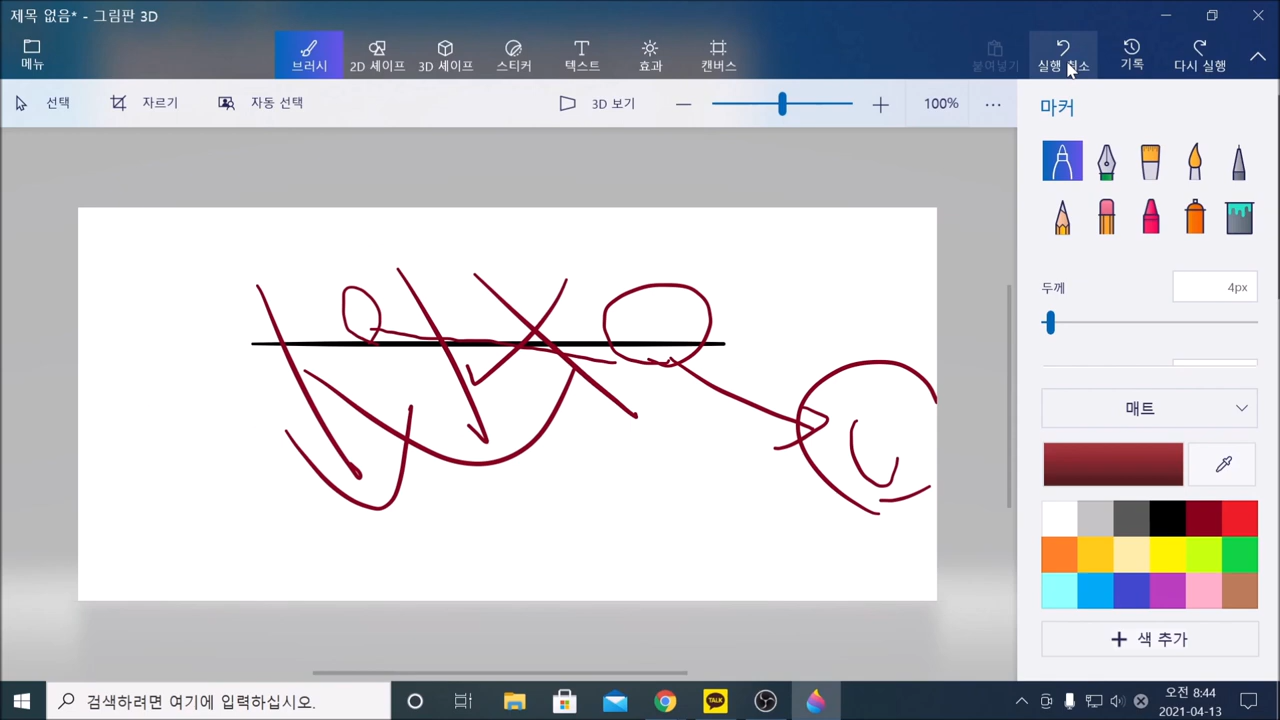 제목 없음* - 그림판 3D
메뉴
브러시
2D 셰이프
3D 셰이프
스티커
텍스트
효과
캔버스
붙여넣기
실행 취소
기록
다시 실행
선택
자르기
자동 선택
3D 보기
100%
마커
두께
4px
매트
색 추가
검색하려면 여기에 입력하십시오.
TALK
오전 8:44
2021-04-13